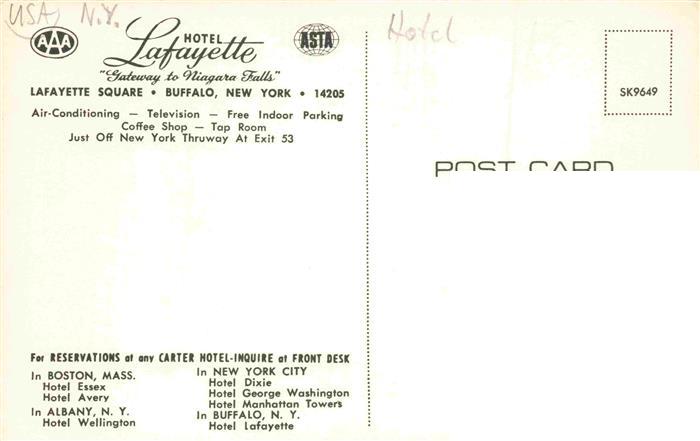 USA, N.Y.
AAA
HOTEL
Lafayette
"Gateway to Niagara Falls"
ASTA
LAFAYETTE SQUARE • BUFFALO, NEW YORK • 14205
Air-Conditioning — Television — Free Indoor Parking
Coffee Shop — Tap Room
Just Off New York Thruway At Exit 53
For RESERVATIONS at any CARTER HOTEL-INQUIRE at FRONT DESK
In BOSTON, MASS.
Hotel Essex
Hotel Avery
In ALBANY, N. Y.
Hotel Wellington
In NEW YORK CITY
Hotel Dixie
Hotel George Washington
Hotel Manhattan Towers
In BUFFALO, N. Y.
Hotel Lafayette
Hotel
SK9649
POST CARD